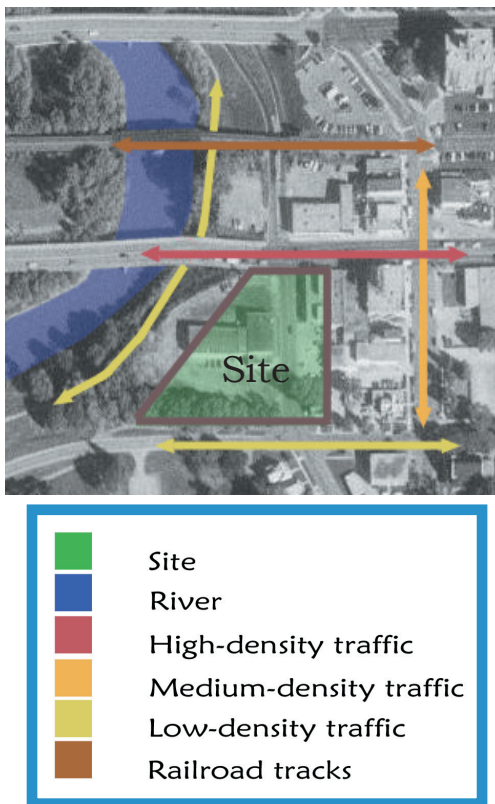 Site
Site
River
High-density traffic
Medium-density traffic
Low-density traffic
Railroad tracks